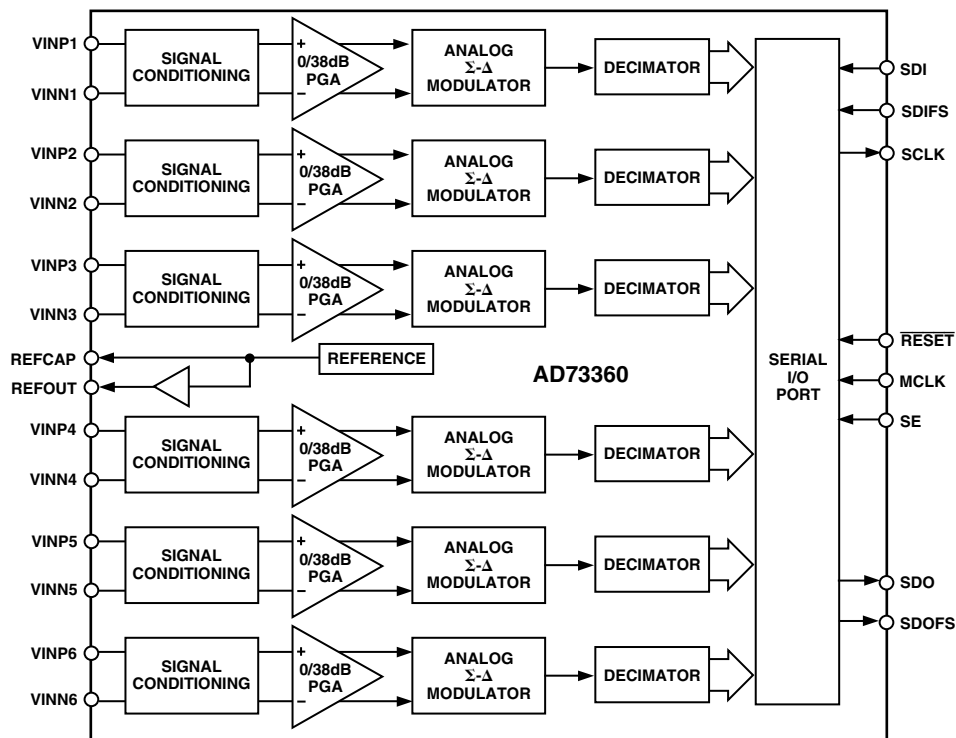 VINP1
VINN1
SIGNAL
CONDITIONING
+
0/38dB
PGA
−
ANALOG
Σ-Δ
MODULATOR
DECIMATOR
VINP2
VINN2
SIGNAL
CONDITIONING
+
0/38dB
PGA
−
ANALOG
Σ-Δ
MODULATOR
DECIMATOR
VINP3
VINN3
SIGNAL
CONDITIONING
+
0/38dB
PGA
−
ANALOG
Σ-Δ
MODULATOR
DECIMATOR
REFCAP
REFOUT
REFERENCE
AD73360
VINP4
VINN4
SIGNAL
CONDITIONING
+
0/38dB
PGA
−
ANALOG
Σ-Δ
MODULATOR
DECIMATOR
VINP5
VINN5
SIGNAL
CONDITIONING
+
0/38dB
PGA
−
ANALOG
Σ-Δ
MODULATOR
DECIMATOR
VINP6
VINN6
SIGNAL
CONDITIONING
+
0/38dB
PGA
−
ANALOG
Σ-Δ
MODULATOR
DECIMATOR
SERIAL
I/O
PORT
SDI
SDIFS
SCLK
RESET
MCLK
SE
SDO
SDOFS